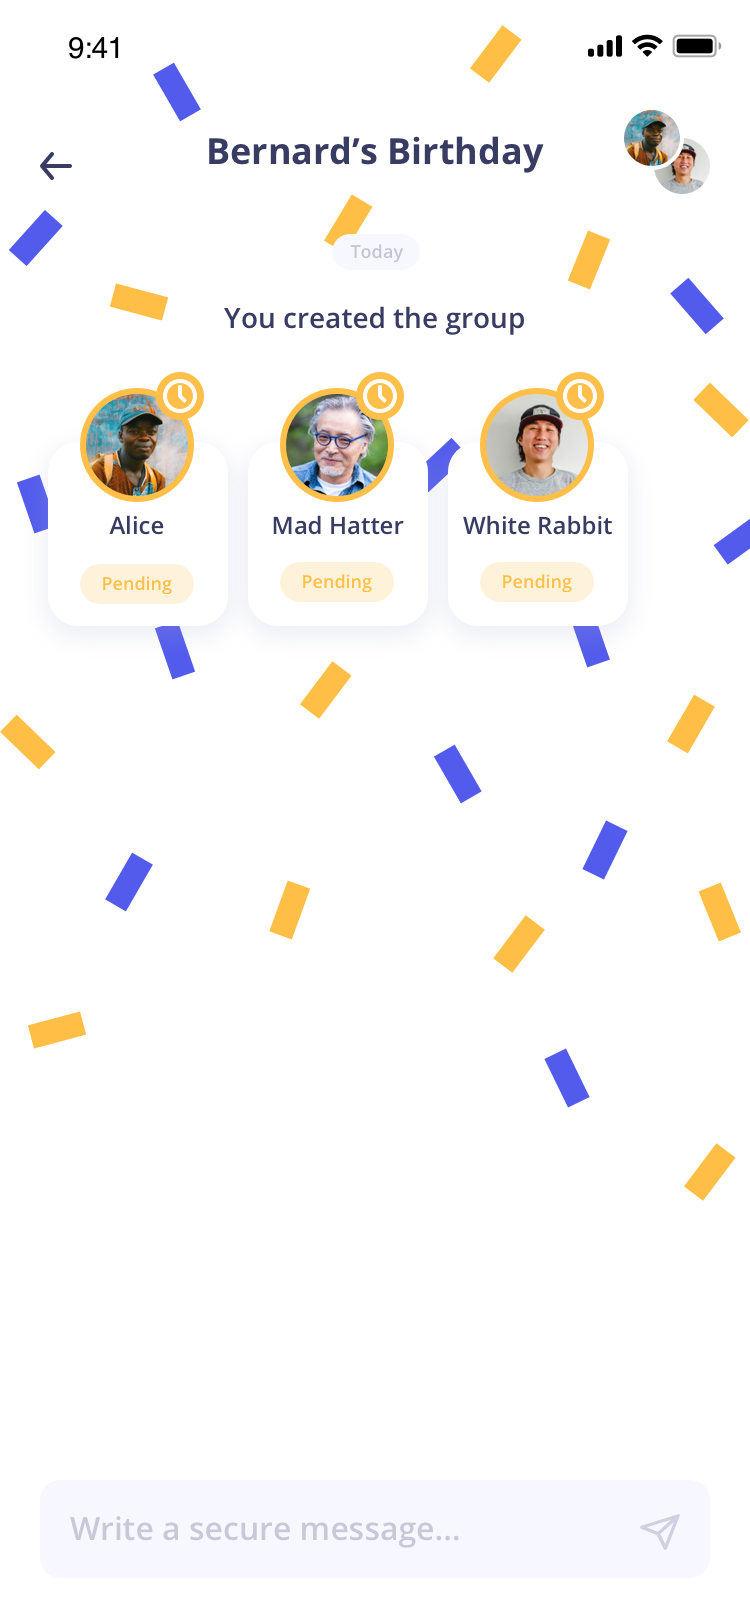 9:41
Bernard’s Birthday
Today
You created the group
Alice
Mad Hatter
White Rabbit
Pending
Pending
Pending
Write a secure message...